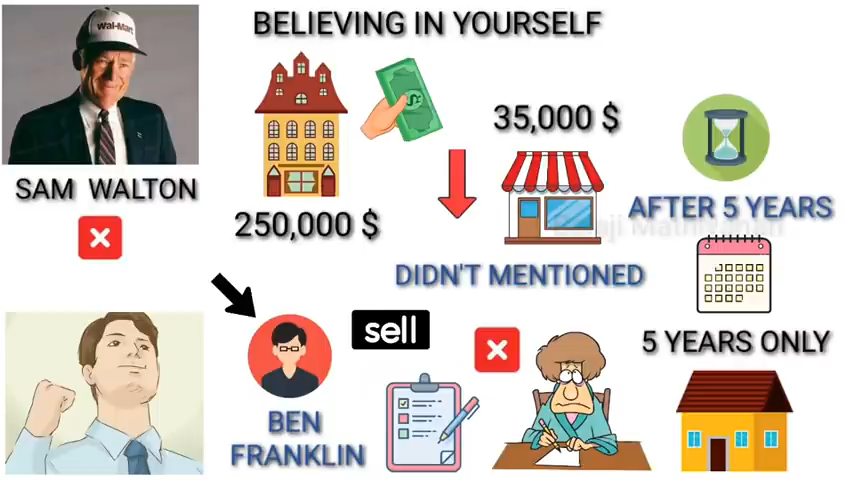 BELIEVING IN YOURSELF
Wal-Mart
35,000 $
SAM WALTON
250,000 $
AFTER 5 YEARS
DIDN'T MENTIONED
sell
5 YEARS ONLY
BEN
FRANKLIN